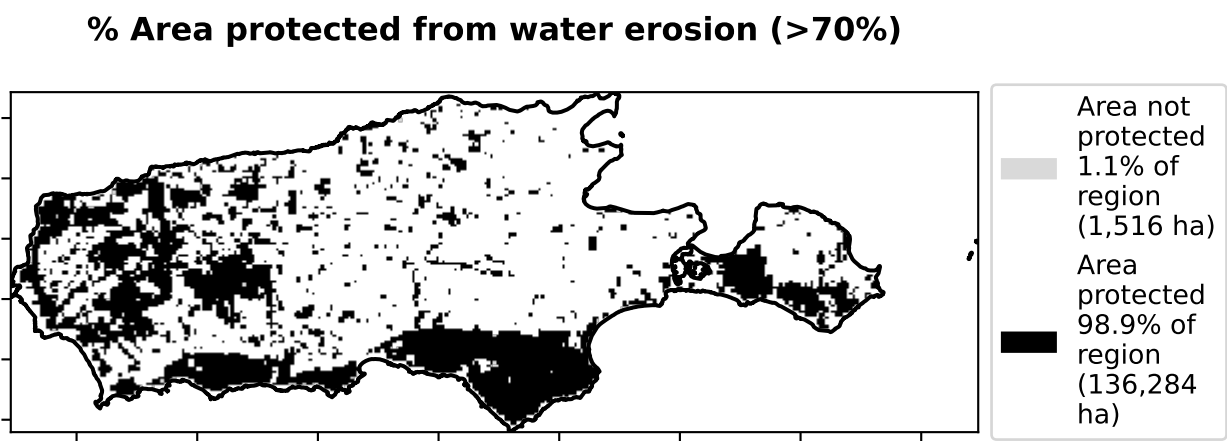 % Area protected from water erosion (>70%)
Area not
protected
1.1% of
region
(1,516 ha)
Area
protected
98.9% of
region
(136,284
ha)